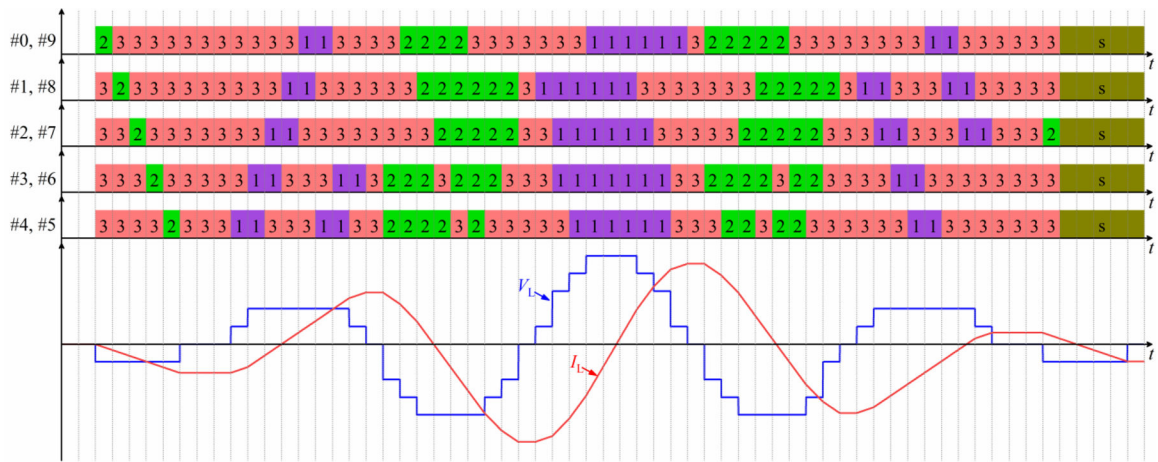 #0, #9 2 3 3 3 3 3 3 3 3 3 3 3 1 1 3 3 3 3 2 2 2 2 3 3 3 3 3 3 3 1 1 1 1 1 1 3 2 2 2 2 2 3 3 3 3 3 3 3 3 1 1 3 3 3 3 3 3 s
t
#1, #8 3 2 3 3 3 3 3 3 3 3 3 1 1 3 3 3 3 3 3 2 2 2 2 2 2 3 1 1 1 1 1 1 3 3 3 3 3 3 3 2 2 2 2 2 3 1 1 3 3 3 1 1 3 3 3 3 3 s
t
#2, #7 3 3 2 3 3 3 3 3 3 3 1 1 3 3 3 3 3 3 3 3 2 2 2 2 2 3 3 1 1 1 1 1 1 3 3 3 3 3 2 2 2 2 2 3 3 3 1 1 3 3 3 1 1 3 3 3 2 s
t
#3, #6 3 3 3 2 3 3 3 3 3 1 1 3 3 3 1 1 3 2 2 2 3 2 2 2 3 3 3 1 1 1 1 1 1 1 3 3 2 2 2 2 3 2 2 3 3 3 3 1 1 3 3 3 3 3 3 3 3 s
t
#4, #5 3 3 3 3 2 3 3 3 1 1 3 3 3 1 1 3 3 2 2 2 2 3 2 3 3 3 3 3 1 1 1 1 1 1 3 3 3 2 2 3 2 2 3 3 3 3 3 3 1 1 3 3 3 3 3 3 3 s
t
VL
IL
t